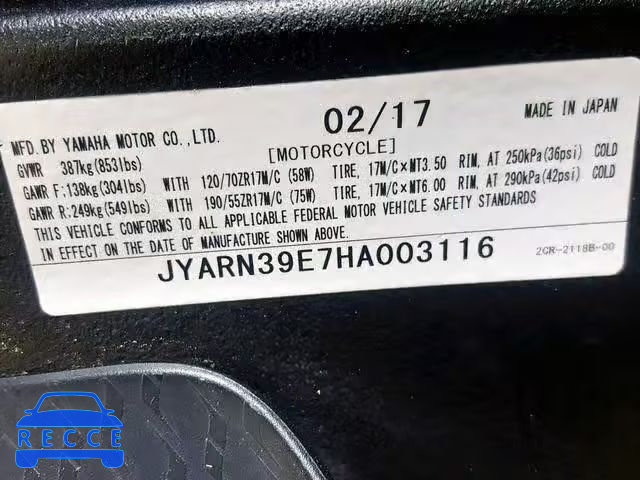 MFD. BY YAMAHA MOTOR CO., LTD. 02/17 MADE IN JAPAN
GVWR 387kg(853lbs) [MOTORCYCLE]
GAWR F:138kg(304lbs) WITH 120/70ZR17M/C (58W) TIRE, 17M/C×MT3.50 RIM, AT 250kPa(36psi) COLD
GAWR R:249kg(549lbs) WITH 190/55ZR17M/C (75W) TIRE, 17M/C×MT6.00 RIM, AT 290kPa(42psi) COLD
THIS VEHICLE CONFORMS TO ALL APPLICABLE FEDERAL MOTOR VEHICLE SAFETY STANDARDS
IN EFFECT ON THE DATE OF MANUFACTURE SHOWN ABOVE.
JYARN39E7HA003116 2CR-2118B-00
RECCE